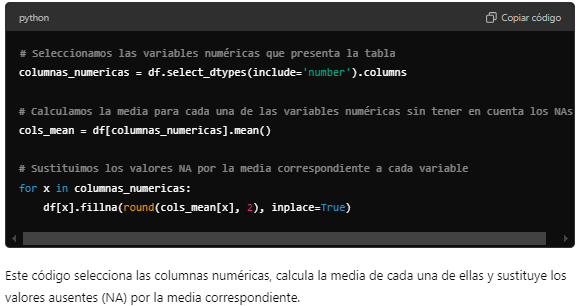 python
Copiar código
# Seleccionamos las variables numéricas que presenta la tabla
columnas_numericas = df.select_dtypes(include='number').columns
# Calculamos la media para cada una de las variables numéricas sin tener en cuenta los NAs
cols_mean = df[columnas_numericas].mean()
# Sustituimos los valores NA por la media correspondiente a cada variable
for x in columnas_numericas:
    df[x].fillna(round(cols_mean[x], 2), inplace=True)
Este código selecciona las columnas numéricas, calcula la media de cada una de ellas y sustituye los
valores ausentes (NA) por la media correspondiente.